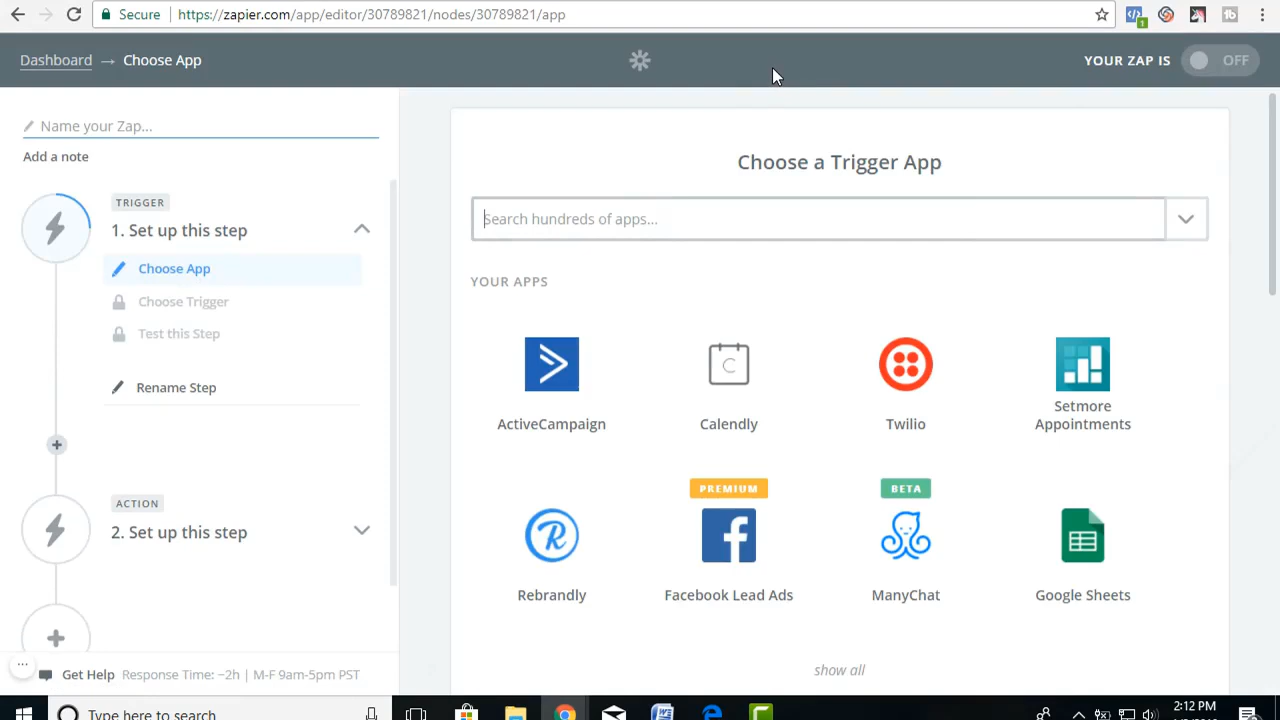 Secure
https://zapier.com/app/editor/30789821/nodes/30789821/app
1
Dashboard → Choose App
YOUR ZAP IS
OFF
Name your Zap...
Add a note
TRIGGER
1. Set up this step
Choose App
Choose Trigger
Test this Step
Rename Step
ACTION
2. Set up this step
Get Help Response Time: ~2h | M-F 9am-5pm PST
Choose a Trigger App
Search hundreds of apps...
YOUR APPS
ActiveCampaign
Calendly
Twilio
Setmore
Appointments
PREMIUM
BETA
Rebrandly
Facebook Lead Ads
ManyChat
Google Sheets
show all
Type here to search
2:12 PM